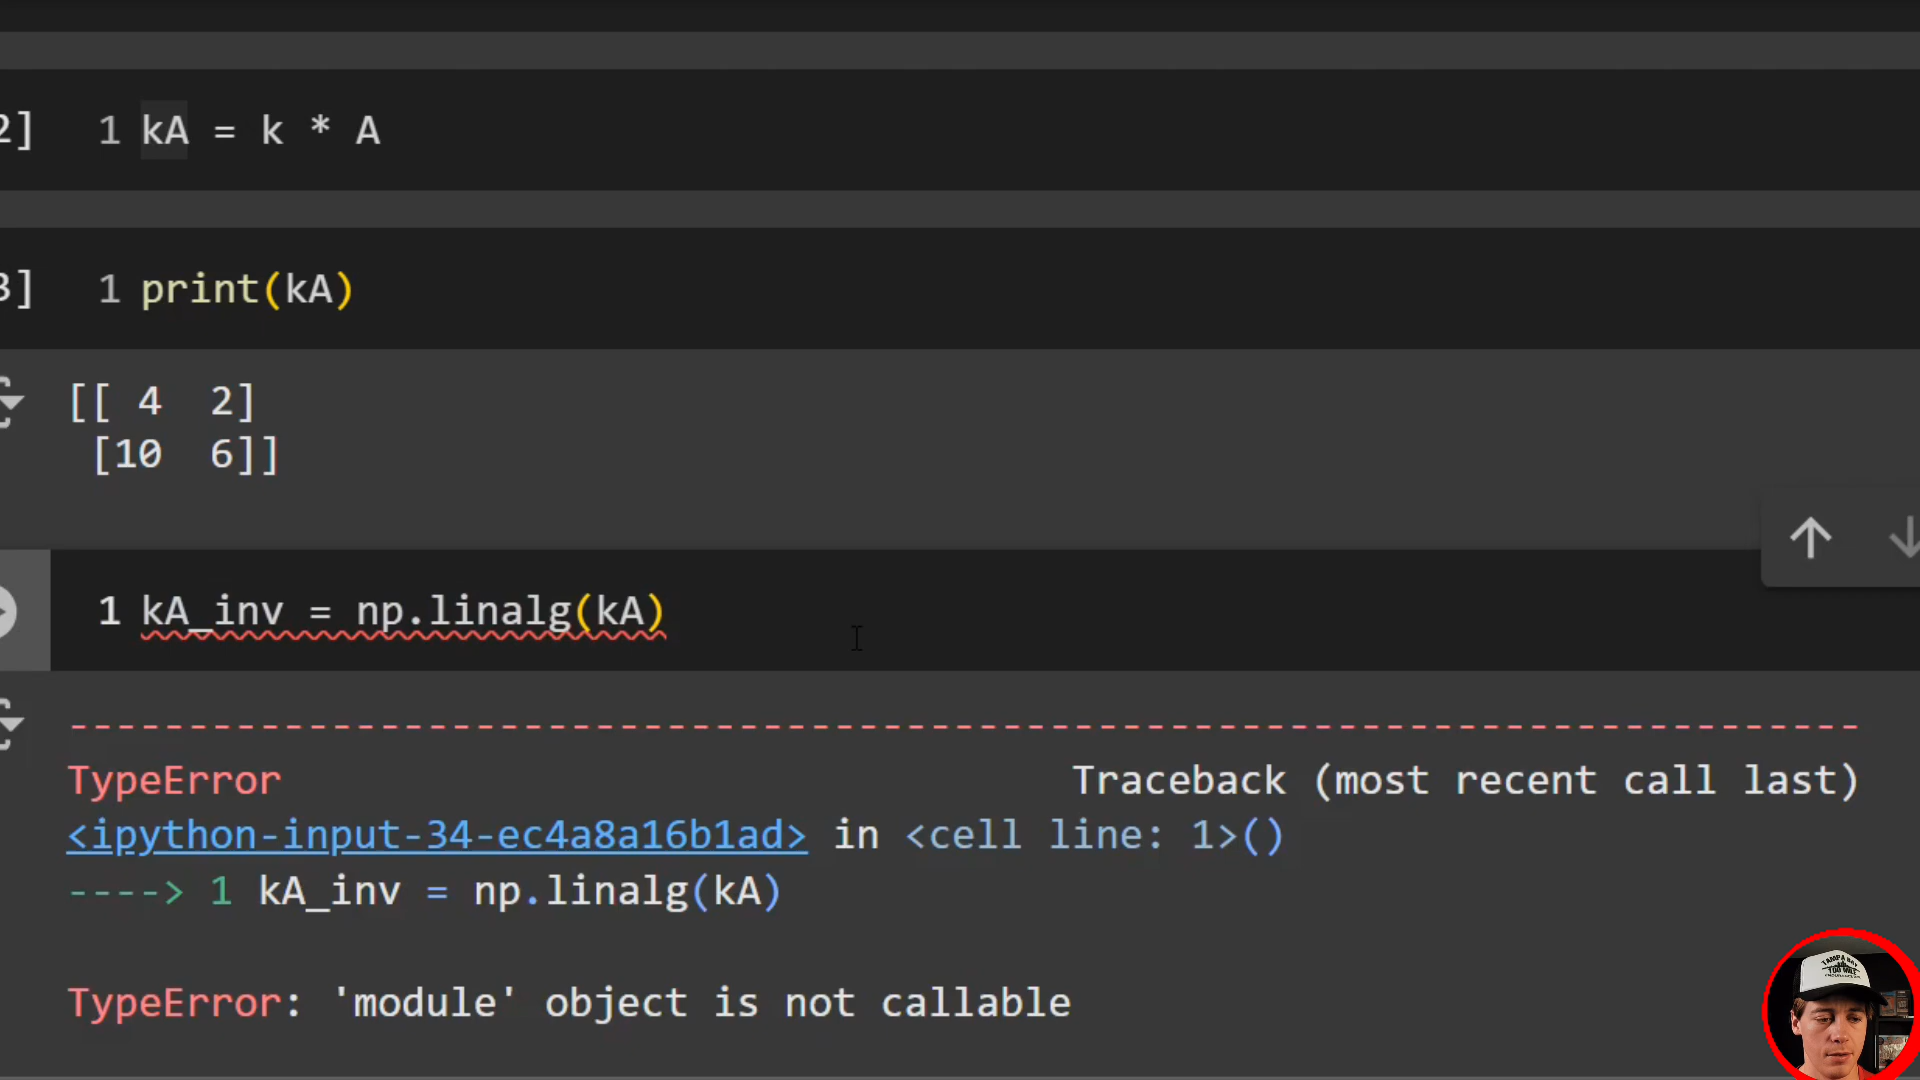 2] 1 kA = k * A
3] 1 print(kA)
[[ 4  2]
 [10  6]]
1 kA_inv = np.linalg(kA)
---------------------------------------------------------------------------
TypeError                                 Traceback (most recent call last)
<ipython-input-34-ec4a8a16b1ad> in <cell line: 1>()
----> 1 kA_inv = np.linalg(kA)
TypeError: 'module' object is not callable
TAMPA BAY